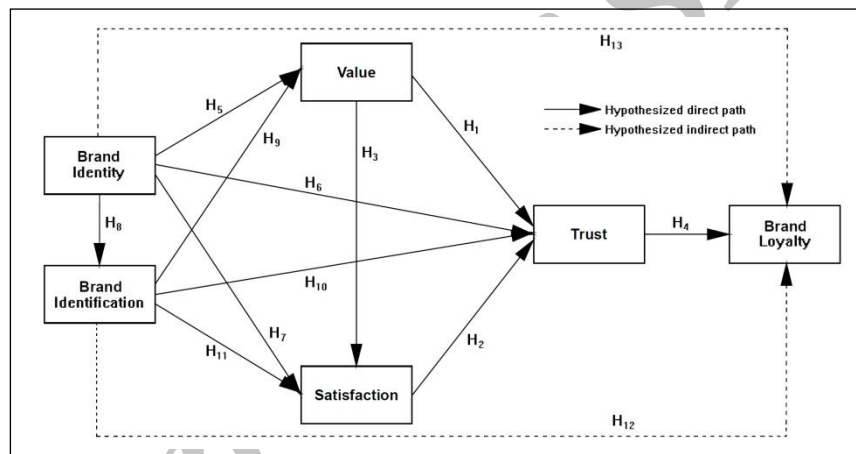 H13
Value
Hypothesized direct path
Hypothesized indirect path
H5
H9
H3
H1
Brand
Identity
H6
H8
Trust
H4
Brand
Loyalty
Brand
Identification
H10
H7
H11
H2
Satisfaction
H12